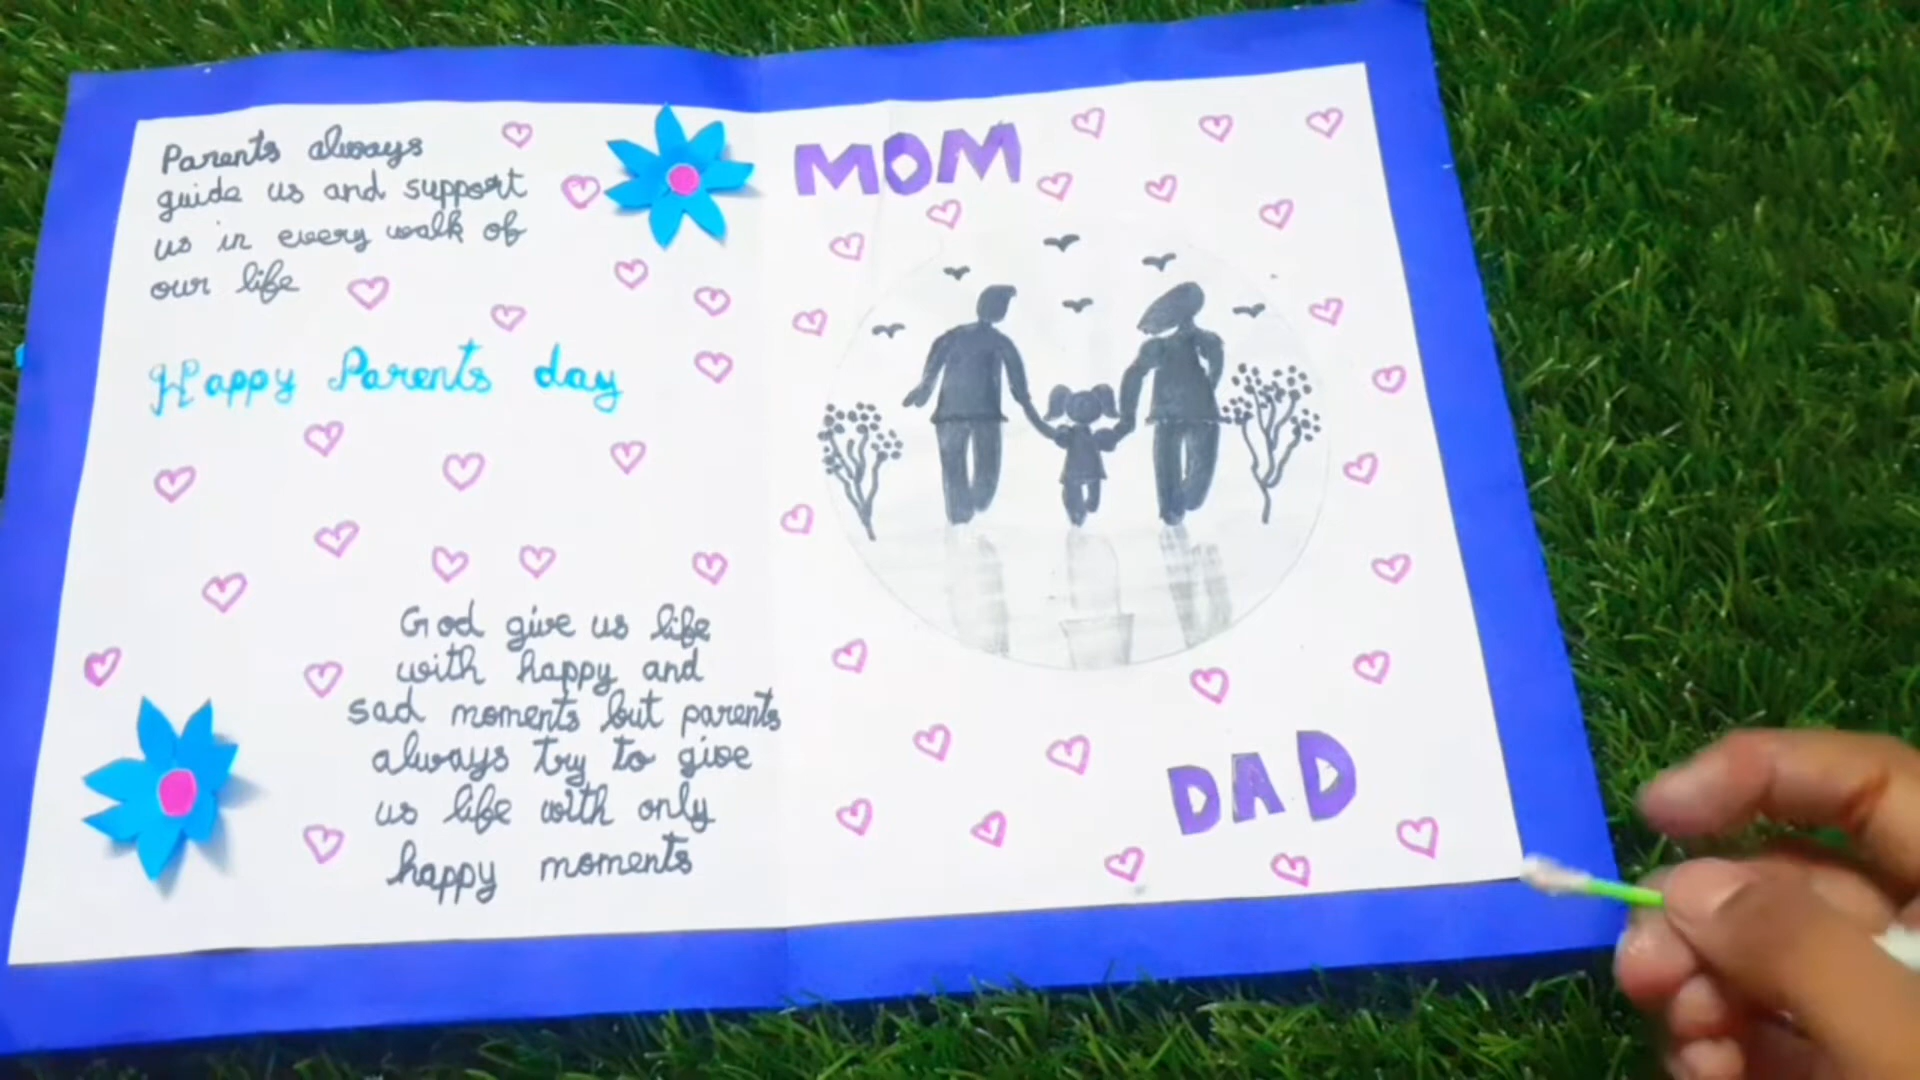 Parents always
guide us and support
us in every walk of
our life
Happy Parents day
God give us life
with happy and
sad moments but parents
always try to give
us life with only
happy moments
MOM
DAD